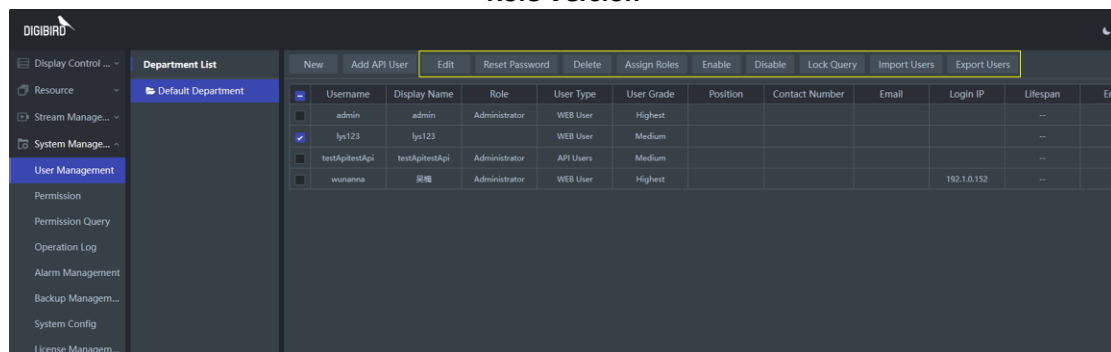 DIGIBIRD
Display Control ...
Resource
Stream Manage...
System Manage...
User Management
Permission
Permission Query
Operation Log
Alarm Management
Backup Managem...
System Config
Department List
Default Department
New Add API User Edit Reset Password Delete Assign Roles Enable Disable Lock Query Import Users Export Users
Username Display Name Role User Type User Grade Position Contact Number Email Login IP Lifespan
admin admin Administrator WEB User Highest --
lys123 lys123 WEB User Medium --
testApitestApi testApitestApi Administrator API Users Medium --
wunanna Administrator WEB User Highest 192.1.0.152 --